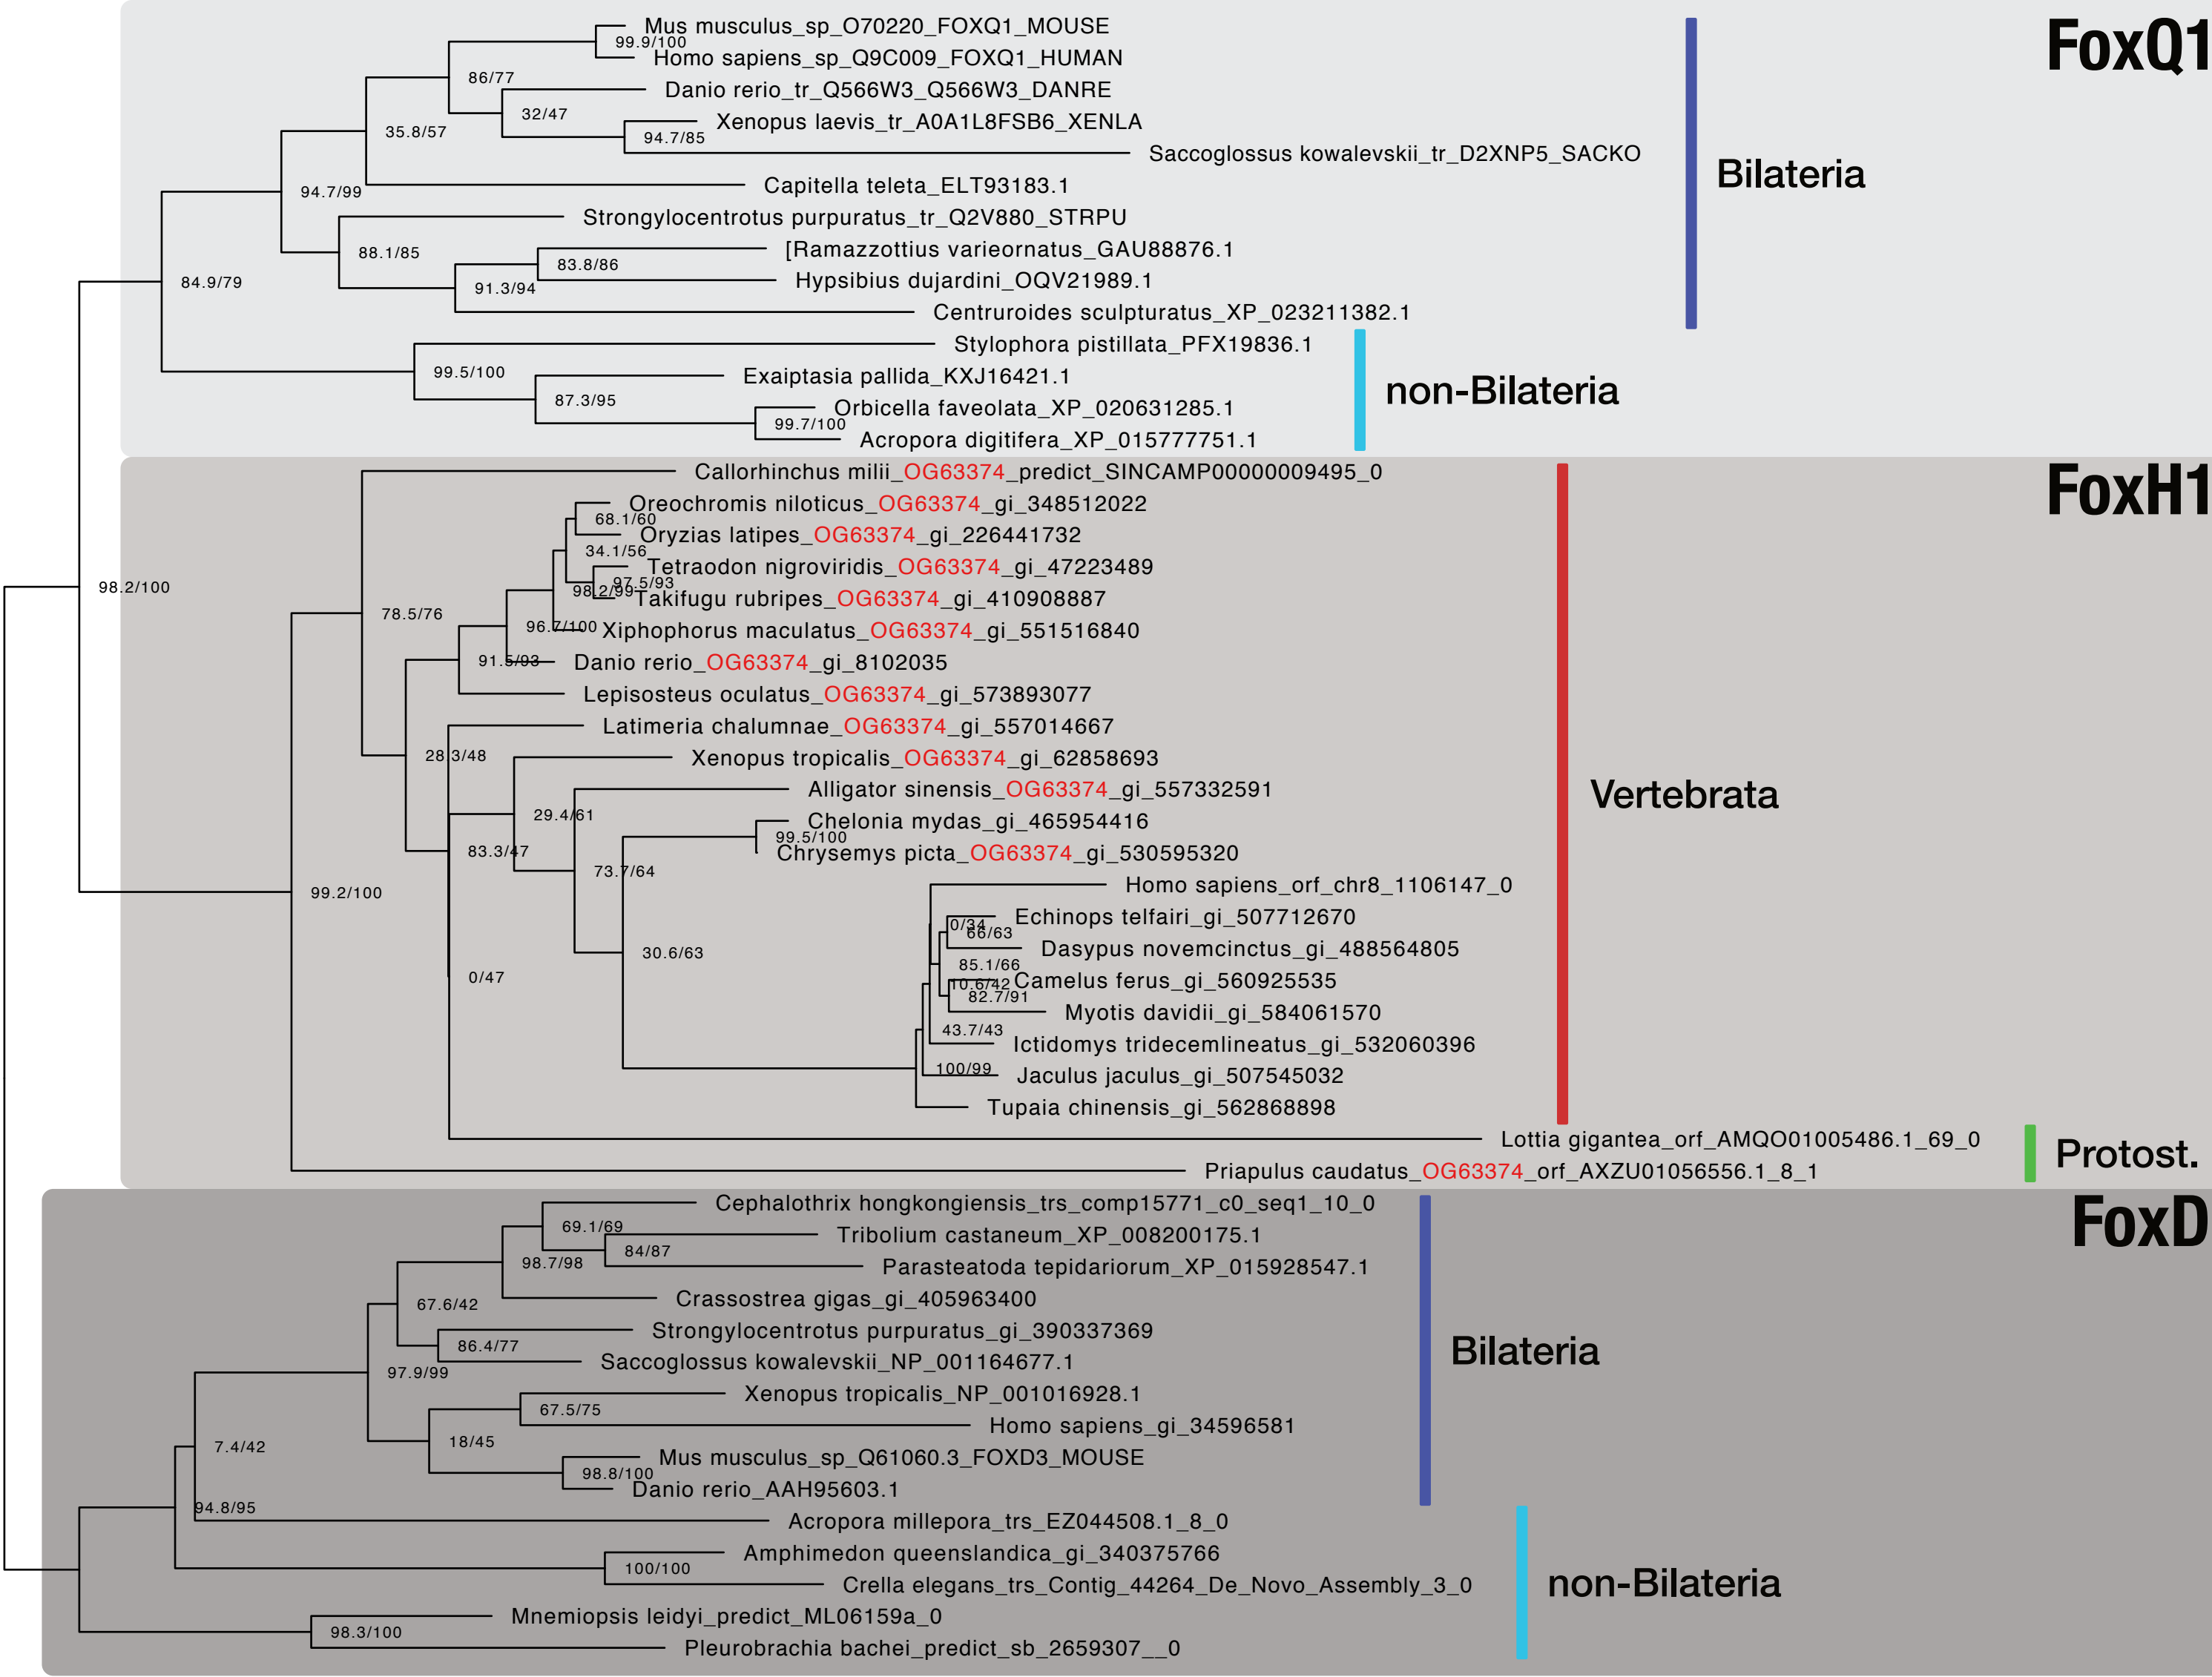 FoxQ1
Mus musculus_sp_O70220_FOXQ1_MOUSE
99.9/100
Homo sapiens_sp_Q9C009_FOXQ1_HUMAN
86/77
Danio rerio_tr_Q566W3_Q566W3_DANRE
32/47
Xenopus laevis_tr_A0A1L8FSB6_XENLA
35.8/57
94.7/85
Saccoglossus kowalevskii_tr_D2XNP5_SACKO
Bilateria
Capitella teleta_ELT93183.1
94.7/99
Strongylocentrotus purpuratus_tr_Q2V880_STRPU
88.1/85
[Ramazzottius varieornatus_GAU88876.1
83.8/86
Hypsibius dujardini_OQV21989.1
84.9/79
91.3/94
Centruroides sculpturatus_XP_023211382.1
Stylophora pistillata_PFX19836.1
99.5/100
Exaiptasia pallida_KXJ16421.1
non-Bilateria
87.3/95
Orbicella faveolata_XP_020631285.1
99.7/100
Acropora digitifera_XP_015777751.1
FoxH1
Callorhinchus milii_OG63374_predict_SINCAMP00000009495_0
Oreochromis niloticus_OG63374_gi_348512022
68.1/60
Oryzias latipes_OG63374_gi_226441732
34.1/56
Tetraodon nigroviridis_OG63374_gi_47223489
97.5/93
98.2/100
98.2/99
Takifugu rubripes_OG63374_gi_410908887
78.5/76
96.7/100
Xiphophorus maculatus_OG63374_gi_551516840
91.5/93
Danio rerio_OG63374_gi_8102035
Lepisosteus oculatus_OG63374_gi_573893077
Latimeria chalumnae_OG63374_gi_557014667
28.3/48
Xenopus tropicalis_OG63374_gi_62858693
Alligator sinensis_OG63374_gi_557332591
Vertebrata
29.4/61
Chelonia mydas_gi_465954416
99.5/100
83.3/47
Chrysemys picta_OG63374_gi_530595320
73.7/64
Homo sapiens_orf_chr8_1106147_0
99.2/100
Echinops telfairi_gi_507712670
0/34
66/63
Dasypus novemcinctus_gi_488564805
30.6/63
85.1/66
0/47
Camelus ferus_gi_560925535
10.6/42
82.7/91
Myotis davidii_gi_584061570
43.7/43
Ictidomys tridecemlineatus_gi_532060396
100/99
Jaculus jaculus_gi_507545032
Tupaia chinensis_gi_562868898
Lottia gigantea_orf_AMQO01005486.1_69_0
Protost.
Priapulus caudatus_OG63374_orf_AXZU01056556.1_8_1
FoxD
Cephalothrix hongkongiensis_trs_comp15771_c0_seq1_10_0
69.1/69
Tribolium castaneum_XP_008200175.1
84/87
98.7/98
Parasteatoda tepidariorum_XP_015928547.1
67.6/42
Crassostrea gigas_gi_405963400
Strongylocentrotus purpuratus_gi_390337369
86.4/77
Bilateria
Saccoglossus kowalevskii_NP_001164677.1
97.9/99
Xenopus tropicalis_NP_001016928.1
67.5/75
Homo sapiens_gi_34596581
18/45
7.4/42
Mus musculus_sp_Q61060.3_FOXD3_MOUSE
98.8/100
Danio rerio_AAH95603.1
94.8/95
Acropora millepora_trs_EZ044508.1_8_0
Amphimedon queenslandica_gi_340375766
100/100
Crella elegans_trs_Contig_44264_De_Novo_Assembly_3_0
non-Bilateria
Mnemiopsis leidyi_predict_ML06159a_0
98.3/100
Pleurobrachia bachei_predict_sb_2659307__0